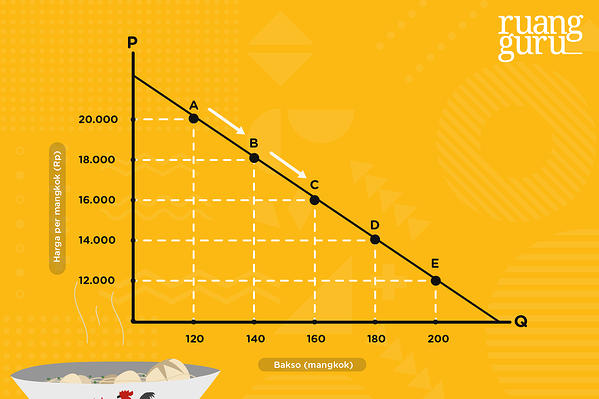 ruang
guru
P
A
20.000
B
18.000
C
16.000
D
14.000
E
12.000
Harga per mangkok (Rp)
Q
120 140 160 180 200
Bakso (mangkok)